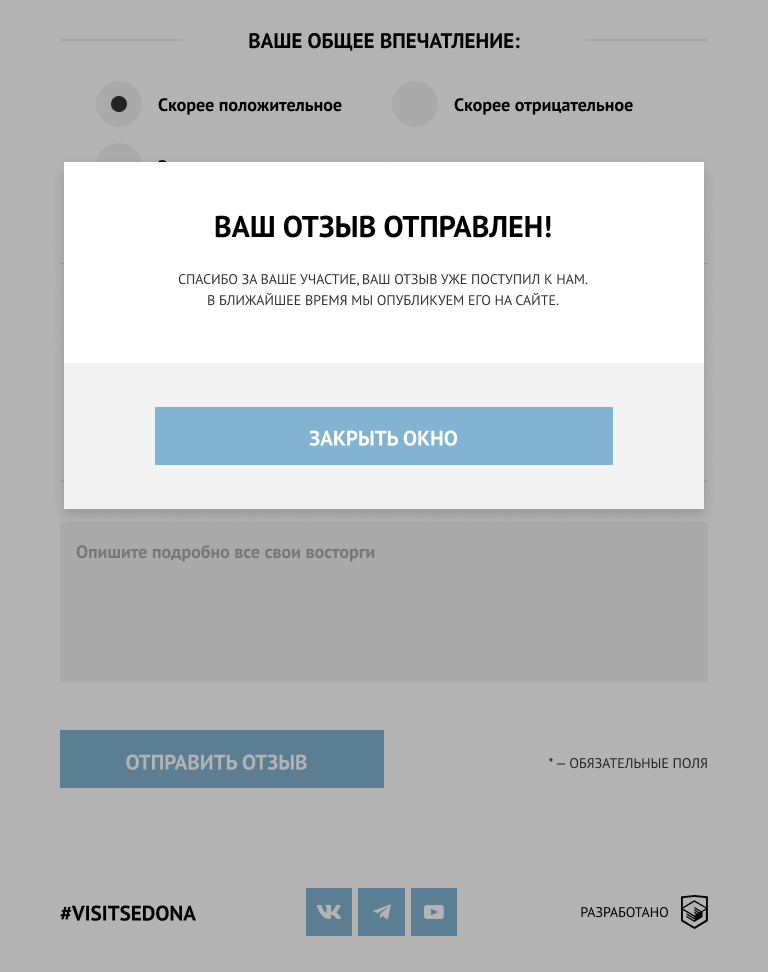 ВАШЕ ОБЩЕЕ ВПЕЧАТЛЕНИЕ:
Скорее положительное
Скорее отрицательное
ВАШ ОТЗЫВ ОТПРАВЛЕН!
СПАСИБО ЗА ВАШЕ УЧАСТИЕ, ВАШ ОТЗЫВ УЖЕ ПОСТУПИЛ К НАМ.
В БЛИЖАЙШЕЕ ВРЕМЯ МЫ ОПУБЛИКУЕМ ЕГО НА САЙТЕ.
ЗАКРЫТЬ ОКНО
Опишите подробно все свои восторги
ОТПРАВИТЬ ОТЗЫВ
* — ОБЯЗАТЕЛЬНЫЕ ПОЛЯ
#VISITSEDONA
РАЗРАБОТАНО